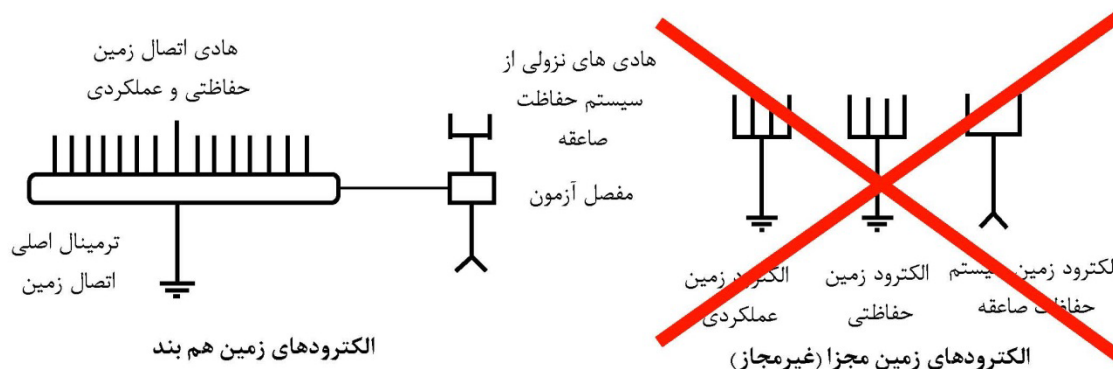 هادی اتصال زمین
حفاظتی و عملکردی
هادی های نزولی از
سیستم حفاظت
صاعقه
مفصل آزمون
ترمینال اصلی
اتصال زمین
الکترودهای زمین هم بند
الکترود زمین سیستم
حفاظت صاعقه
الکترود زمین
حفاظتی
الکترود زمین
عملکردی
الکترودهای زمین مجزا (غیرمجاز)